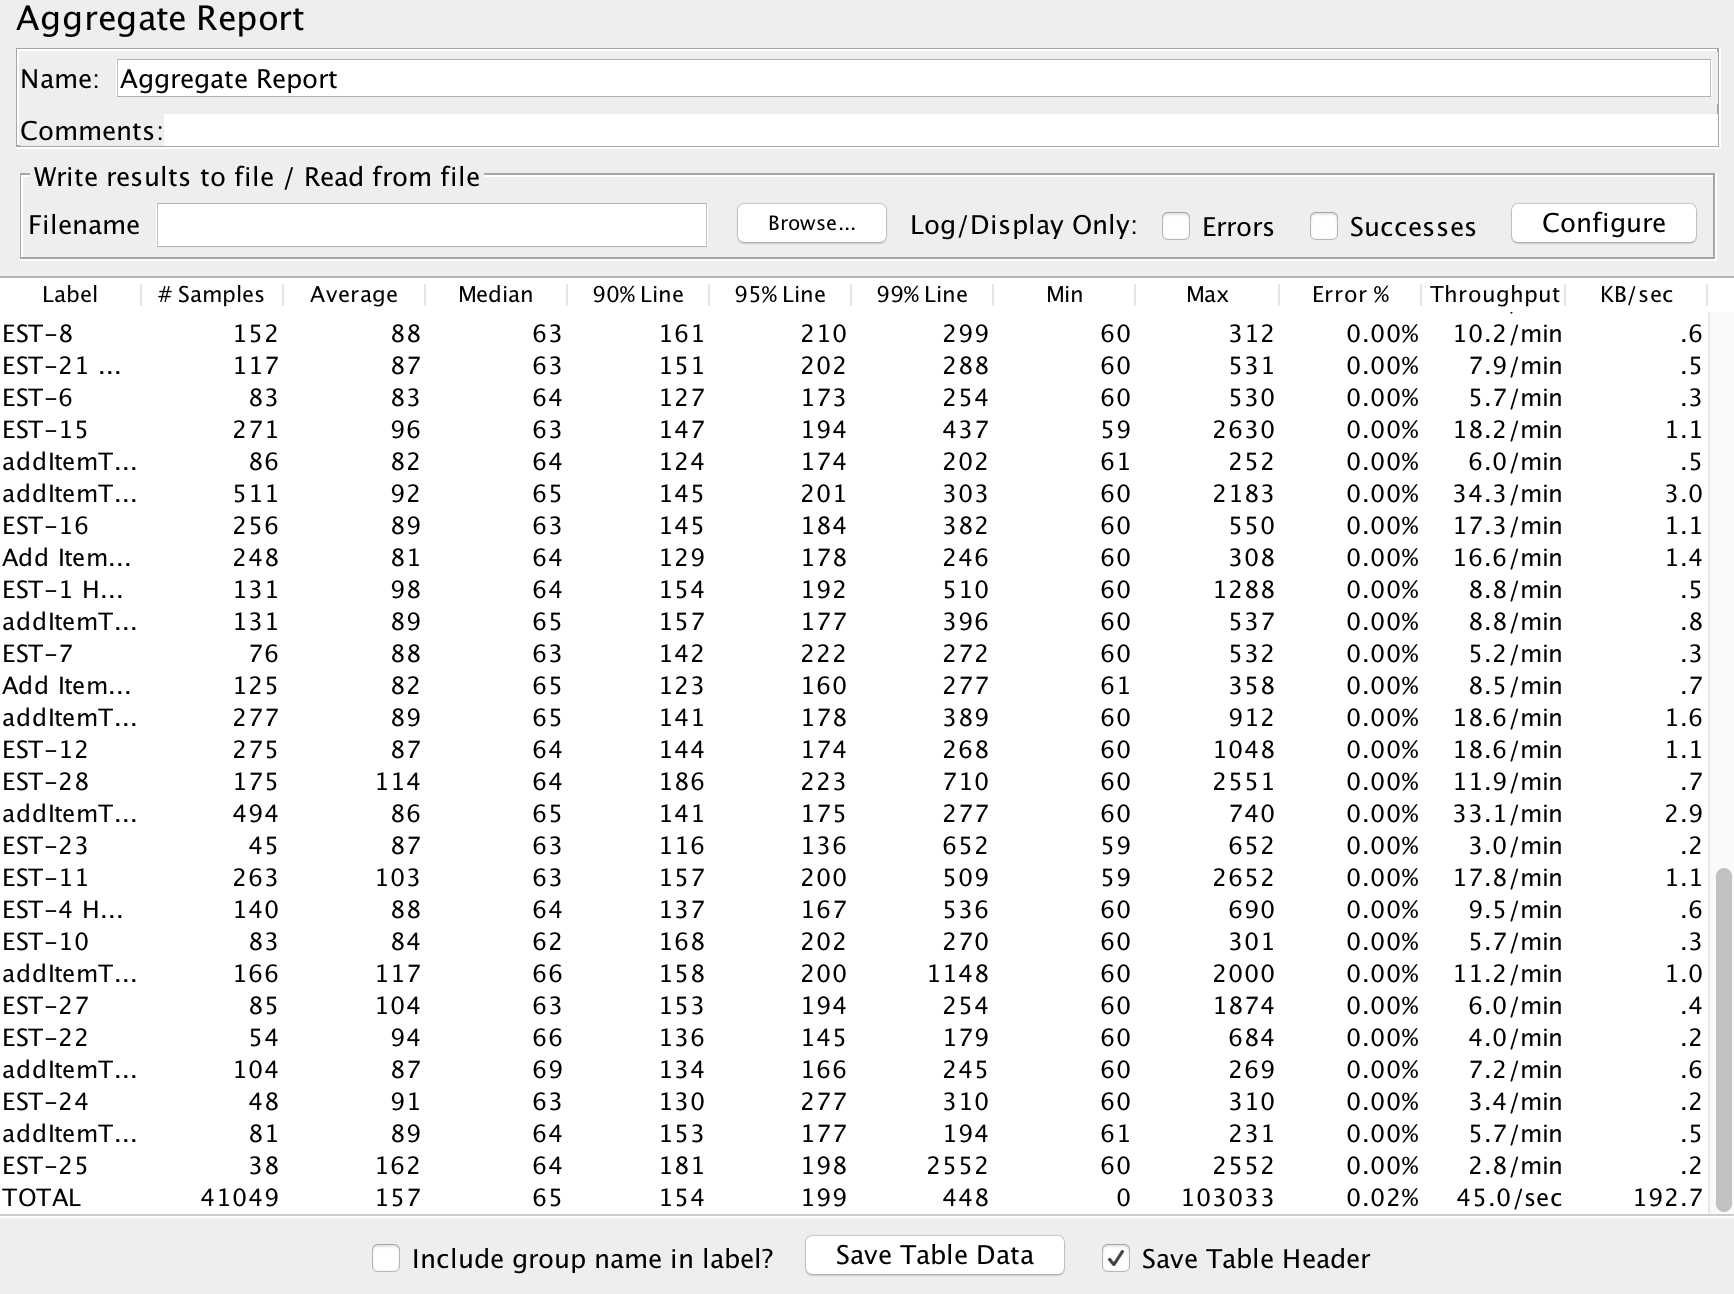 Aggregate Report
Name: Aggregate Report
Comments:
Write results to file / Read from file
Filename Browse... Log/Display Only: Errors Successes Configure
Label # Samples Average Median 90% Line 95% Line 99% Line Min Max Error % Throughput KB/sec
EST-8 152 88 63 161 210 299 60 312 0.00% 10.2/min .6
EST-21 ... 117 87 63 151 202 288 60 531 0.00% 7.9/min .5
EST-6 83 83 64 127 173 254 60 530 0.00% 5.7/min .3
EST-15 271 96 63 147 194 437 59 2630 0.00% 18.2/min 1.1
addItemT... 86 82 64 124 174 202 61 252 0.00% 6.0/min .5
addItemT... 511 92 65 145 201 303 60 2183 0.00% 34.3/min 3.0
EST-16 256 89 63 145 184 382 60 550 0.00% 17.3/min 1.1
Add Item... 248 81 64 129 178 246 60 308 0.00% 16.6/min 1.4
EST-1 H... 131 98 64 154 192 510 60 1288 0.00% 8.8/min .5
addItemT... 131 89 65 157 177 396 60 537 0.00% 8.8/min .8
EST-7 76 88 63 142 222 272 60 532 0.00% 5.2/min .3
Add Item... 125 82 65 123 160 277 61 358 0.00% 8.5/min .7
addItemT... 277 89 65 141 178 389 60 912 0.00% 18.6/min 1.6
EST-12 275 87 64 144 174 268 60 1048 0.00% 18.6/min 1.1
EST-28 175 114 64 186 223 710 60 2551 0.00% 11.9/min .7
addItemT... 494 86 65 141 175 277 60 740 0.00% 33.1/min 2.9
EST-23 45 87 63 116 136 652 59 652 0.00% 3.0/min .2
EST-11 263 103 63 157 200 509 59 2652 0.00% 17.8/min 1.1
EST-4 H... 140 88 64 137 167 536 60 690 0.00% 9.5/min .6
EST-10 83 84 62 168 202 270 60 301 0.00% 5.7/min .3
addItemT... 166 117 66 158 200 1148 60 2000 0.00% 11.2/min 1.0
EST-27 85 104 63 153 194 254 60 1874 0.00% 6.0/min .4
EST-22 54 94 66 136 145 179 60 684 0.00% 4.0/min .2
addItemT... 104 87 69 134 166 245 60 269 0.00% 7.2/min .6
EST-24 48 91 63 130 277 310 60 310 0.00% 3.4/min .2
addItemT... 81 89 64 153 177 194 61 231 0.00% 5.7/min .5
EST-25 38 162 64 181 198 2552 60 2552 0.00% 2.8/min .2
TOTAL 41049 157 65 154 199 448 0 103033 0.02% 45.0/sec 192.7
Include group name in label? Save Table Data Save Table Header